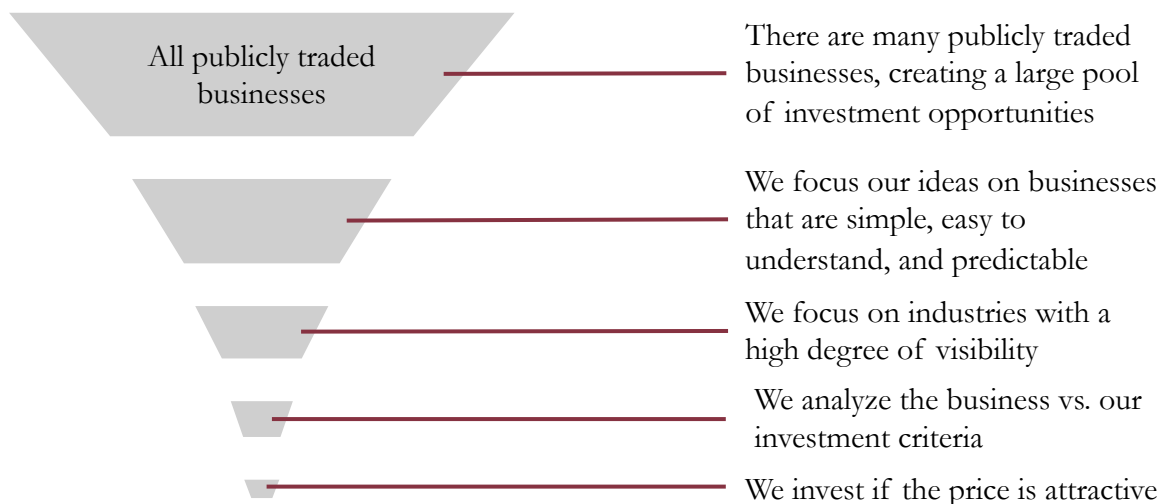 All publicly traded
businesses
There are many publicly traded
businesses, creating a large pool
of investment opportunities
We focus our ideas on businesses
that are simple, easy to
understand, and predictable
We focus on industries with a
high degree of visibility
We analyze the business vs. our
investment criteria
We invest if the price is attractive